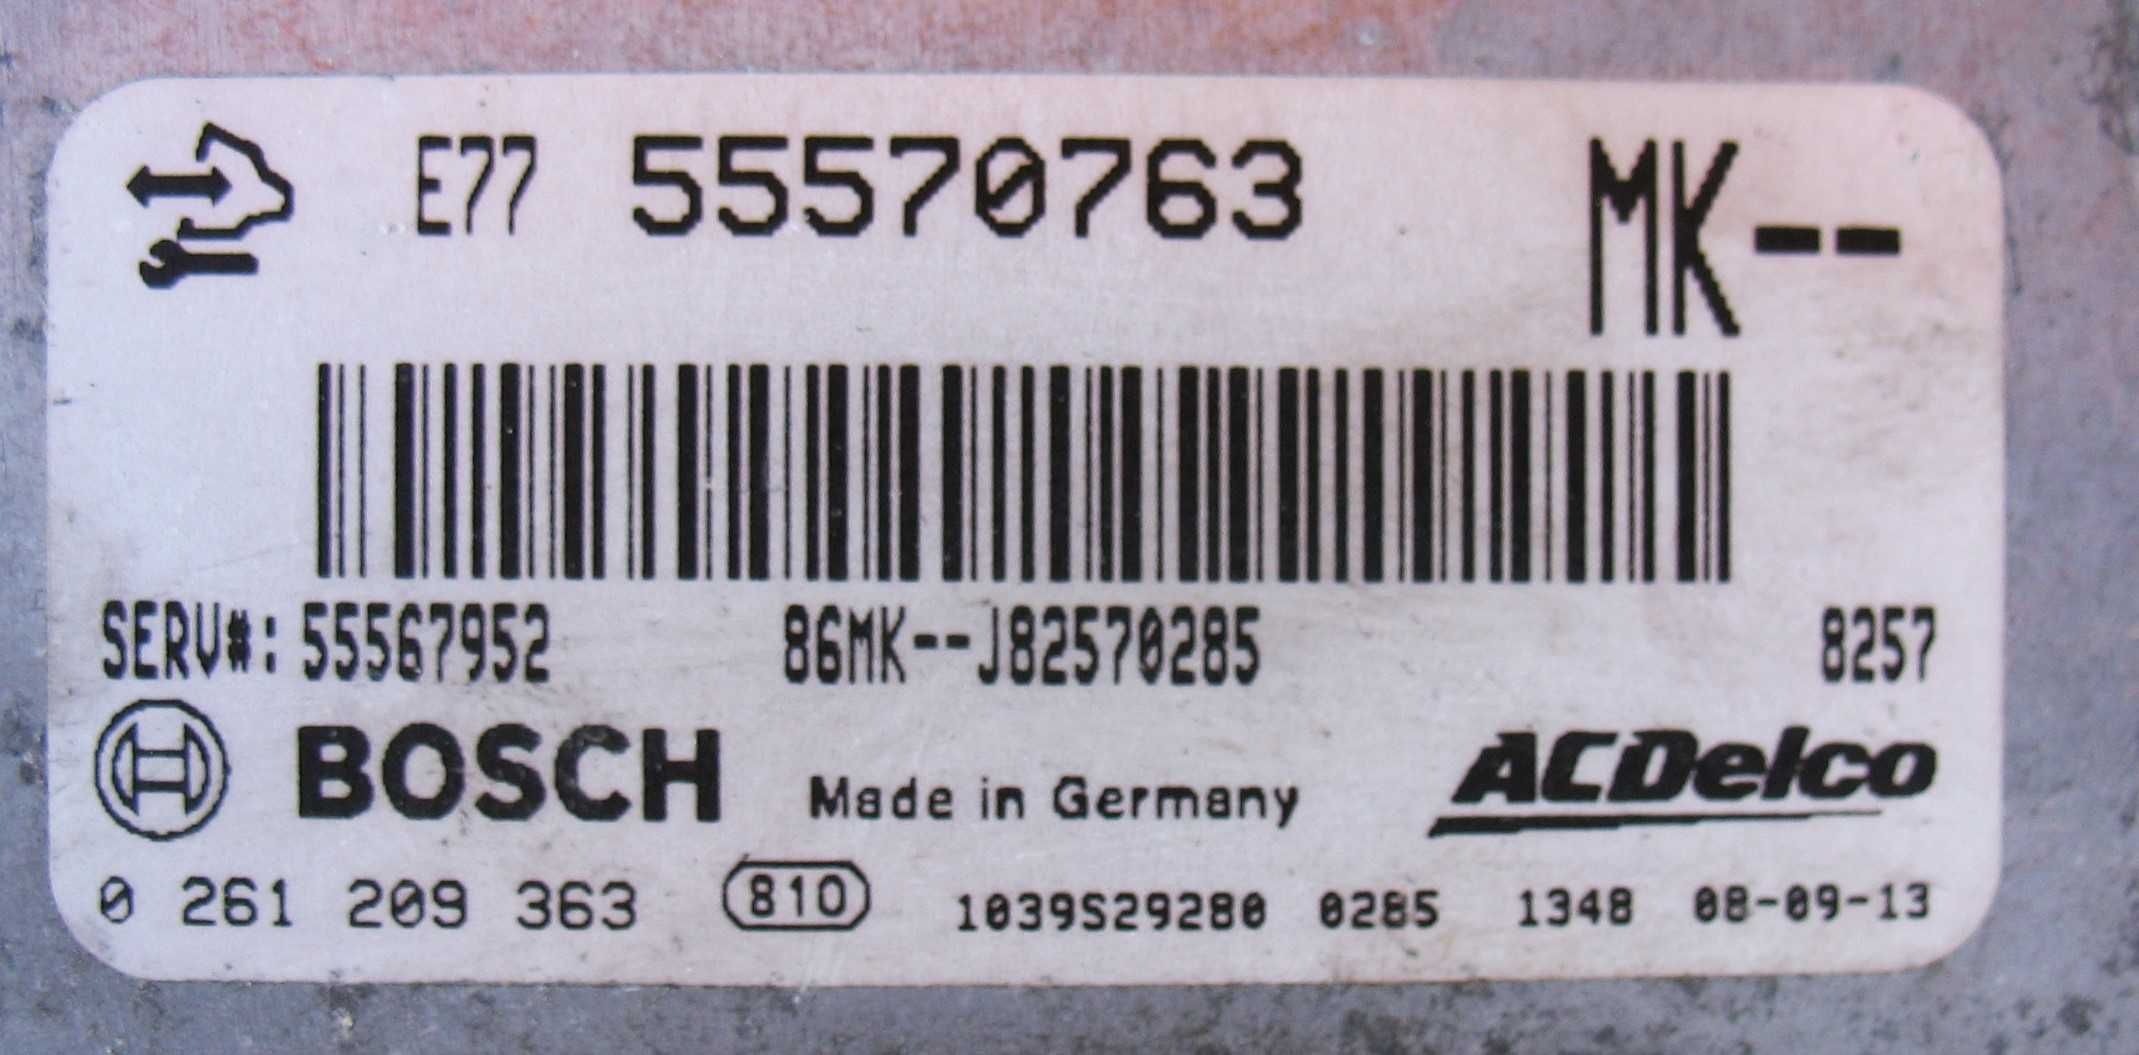 E77 55570763 MK--
SERV#: 55567952 86MK--J82570285 8257
BOSCH Made in Germany ACDelco
0 261 209 363 810 1039S29280 0285 1348 08-09-13